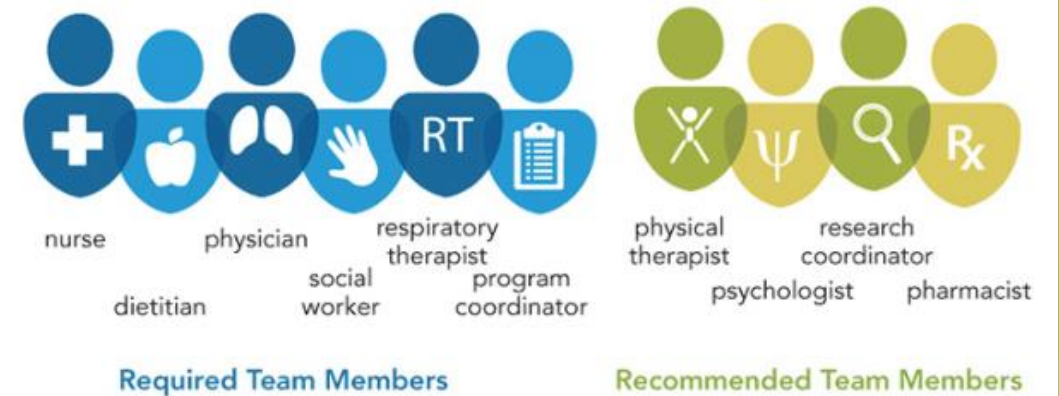 RT
Rx
nurse
dietitian
physician
social
worker
respiratory
therapist
program
coordinator
physical
therapist
psychologist
research
coordinator
pharmacist
Required Team Members
Recommended Team Members